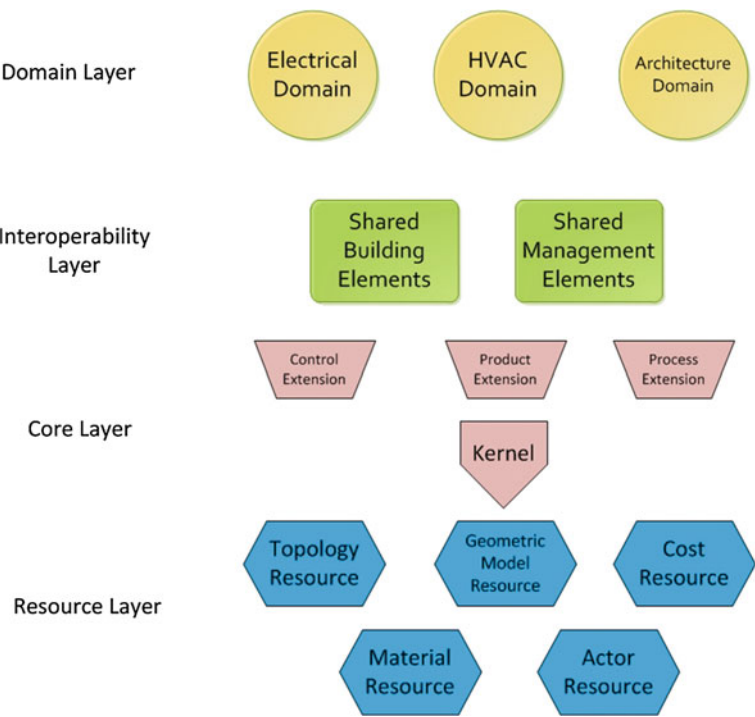 Domain Layer
Electrical
Domain
HVAC
Domain
Architecture
Domain
Interoperability
Layer
Shared
Building
Elements
Shared
Management
Elements
Control
Extension
Product
Extension
Process
Extension
Core Layer
Kernel
Topology
Resource
Geometric
Model
Resource
Cost
Resource
Resource Layer
Material
Resource
Actor
Resource